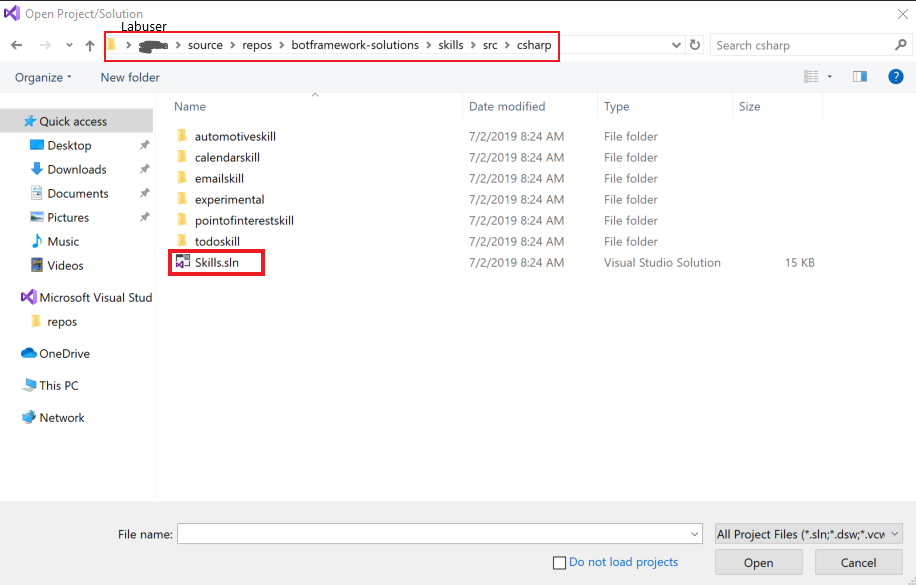 Open Project/Solution
Labuser
source > repos > botframework-solutions > skills > src > csharp
Search csharp
Organize
New folder
?
Name Date modified Type Size
Quick access
Desktop
Downloads
Documents
Pictures
Music
Videos
Microsoft Visual Stud
repos
OneDrive
This PC
Network
automotiveskill 7/2/2019 8:24 AM File folder
calendarskill 7/2/2019 8:24 AM File folder
emailskill 7/2/2019 8:24 AM File folder
experimental 7/2/2019 8:24 AM File folder
pointofinterestskill 7/2/2019 8:24 AM File folder
todoskill 7/2/2019 8:24 AM File folder
Skills.sln 7/2/2019 8:24 AM Visual Studio Solution 15 KB
File name:
All Project Files (*.sln;*.dsw;*.vcw
Do not load projects
Open
Cancel